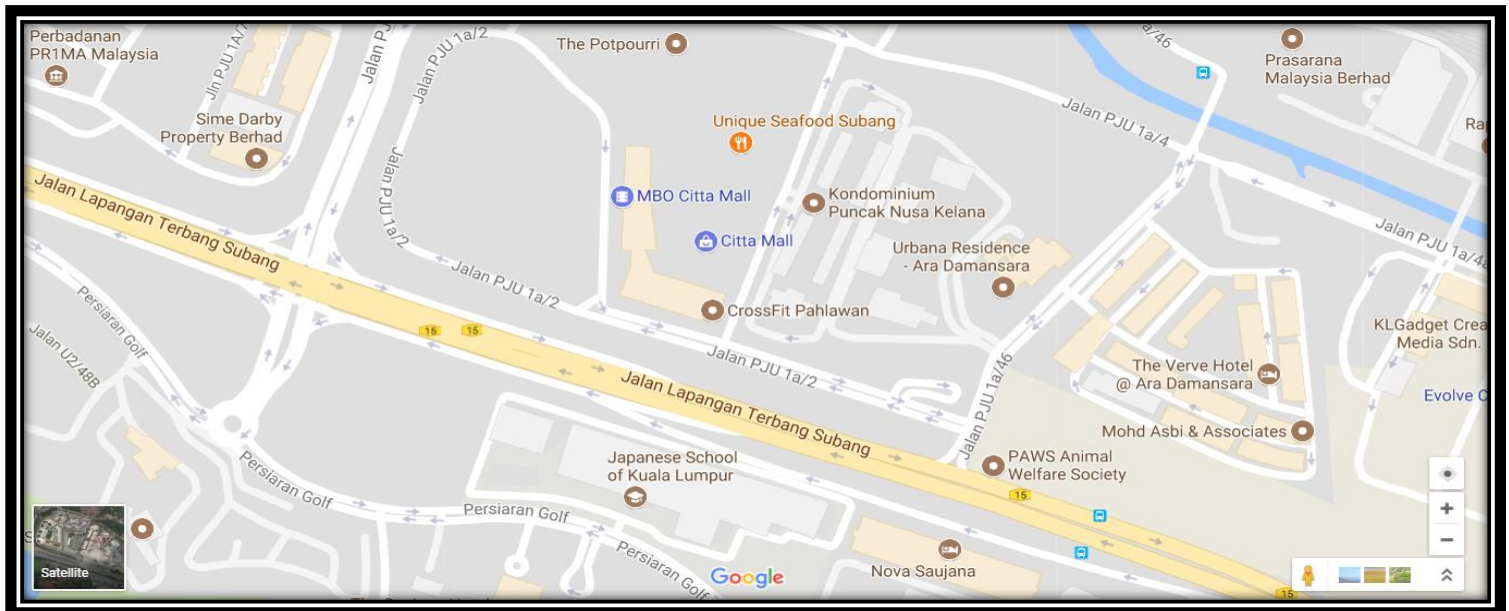 Perbadanan
PR1MA Malaysia
Jln PJU 1A/7
Jalan PJ
Jalan PJU 1a/2
The Potpourri
a/46
Prasarana
Malaysia Berhad
Sime Darby
Property Berhad
Unique Seafood Subang
Jalan PJU 1a/4
Ra
Jalan Lapangan Terbang Subang
Jalan PJU 1a/2
MBO Citta Mall
Kondominium
Puncak Nusa Kelana
Citta Mall
Urbana Residence
- Ara Damansara
Jalan PJU 1a/4a
Jalan PJU 1a/2
Persiaran Golf
Jalan U2/48B
15
15
CrossFit Pahlawan
KLGadget Crea
Media Sdn.
Jalan PJU 1a/2
Jalan PJU 1a/46
The Verve Hotel
@ Ara Damansara
Jalan Lapangan Terbang Subang
Evolve C
Mohd Asbi & Associates
Persiaran Golf
Japanese School
of Kuala Lumpur
PAWS Animal
Welfare Society
15
Persiaran Golf
Persiaran Golf
Satellite
Google
Nova Saujana
15